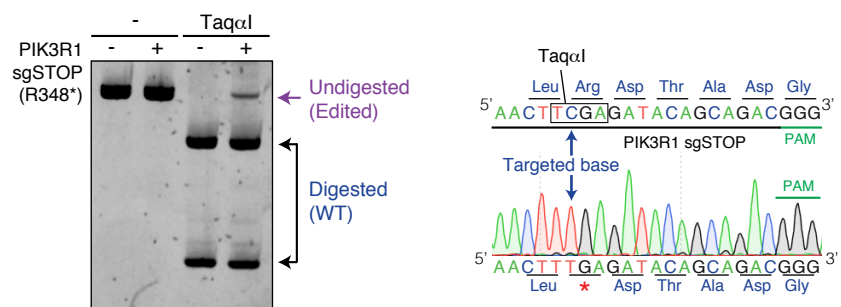 - TaqαI
PIK3R1 - + - +
sgSTOP
(R348*)
Undigested
(Edited)
Digested
(WT)
TaqαI
Leu Arg Asp Thr Ala Asp Gly
5' AACTTCGAGATACAGCAGACGGG 3'
PIK3R1 sgSTOP PAM
Targeted base
PAM
5' AACTTTGAGATACAGCAGACGGG 3'
Leu * Asp Thr Ala Asp Gly